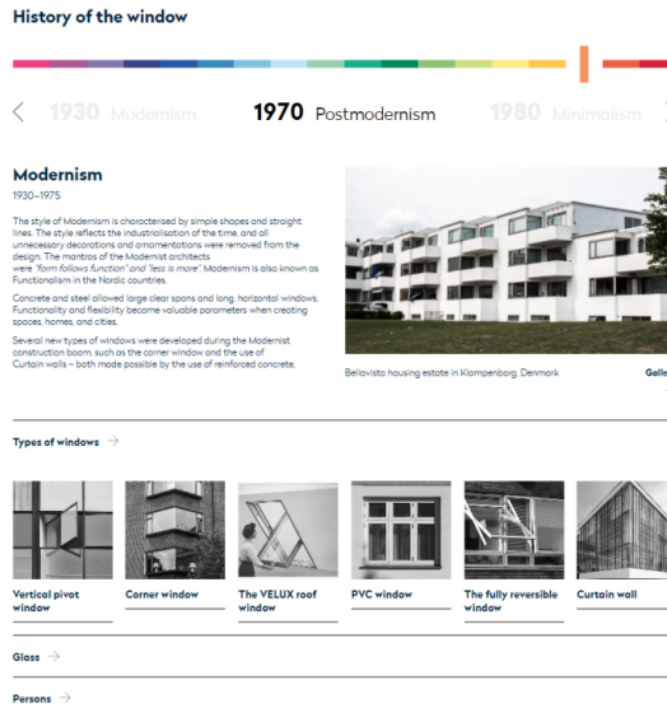 History of the window
1930 Modernism
1970 Postmodernism
1980 Minimalism
Modernism
1930–1975
The style of Modernism is characterised by simple shapes and straight
lines. The style reflects the industrialisation of the time, and all
unnecessary decorations and ornamentations were removed from the
design. The mantras of the Modernist architects
were "form follows function" and "less is more". Modernism is also known as
Functionalism in the Nordic countries.
Concrete and steel allowed large clear spans and long, horizontal windows.
Functionality and flexibility became valuable parameters when creating
spaces, homes, and cities.
Several new types of windows were developed during the Modernist
construction boom, such as the corner window and the use of
Curtain walls – both made possible by the use of reinforced concrete.
Bellavista housing estate in Klampenborg, Denmark
Galle
Types of windows
Vertical pivot
window
Corner window
The VELUX roof
window
PVC window
The fully reversible
window
Curtain wall
Glass
Persons